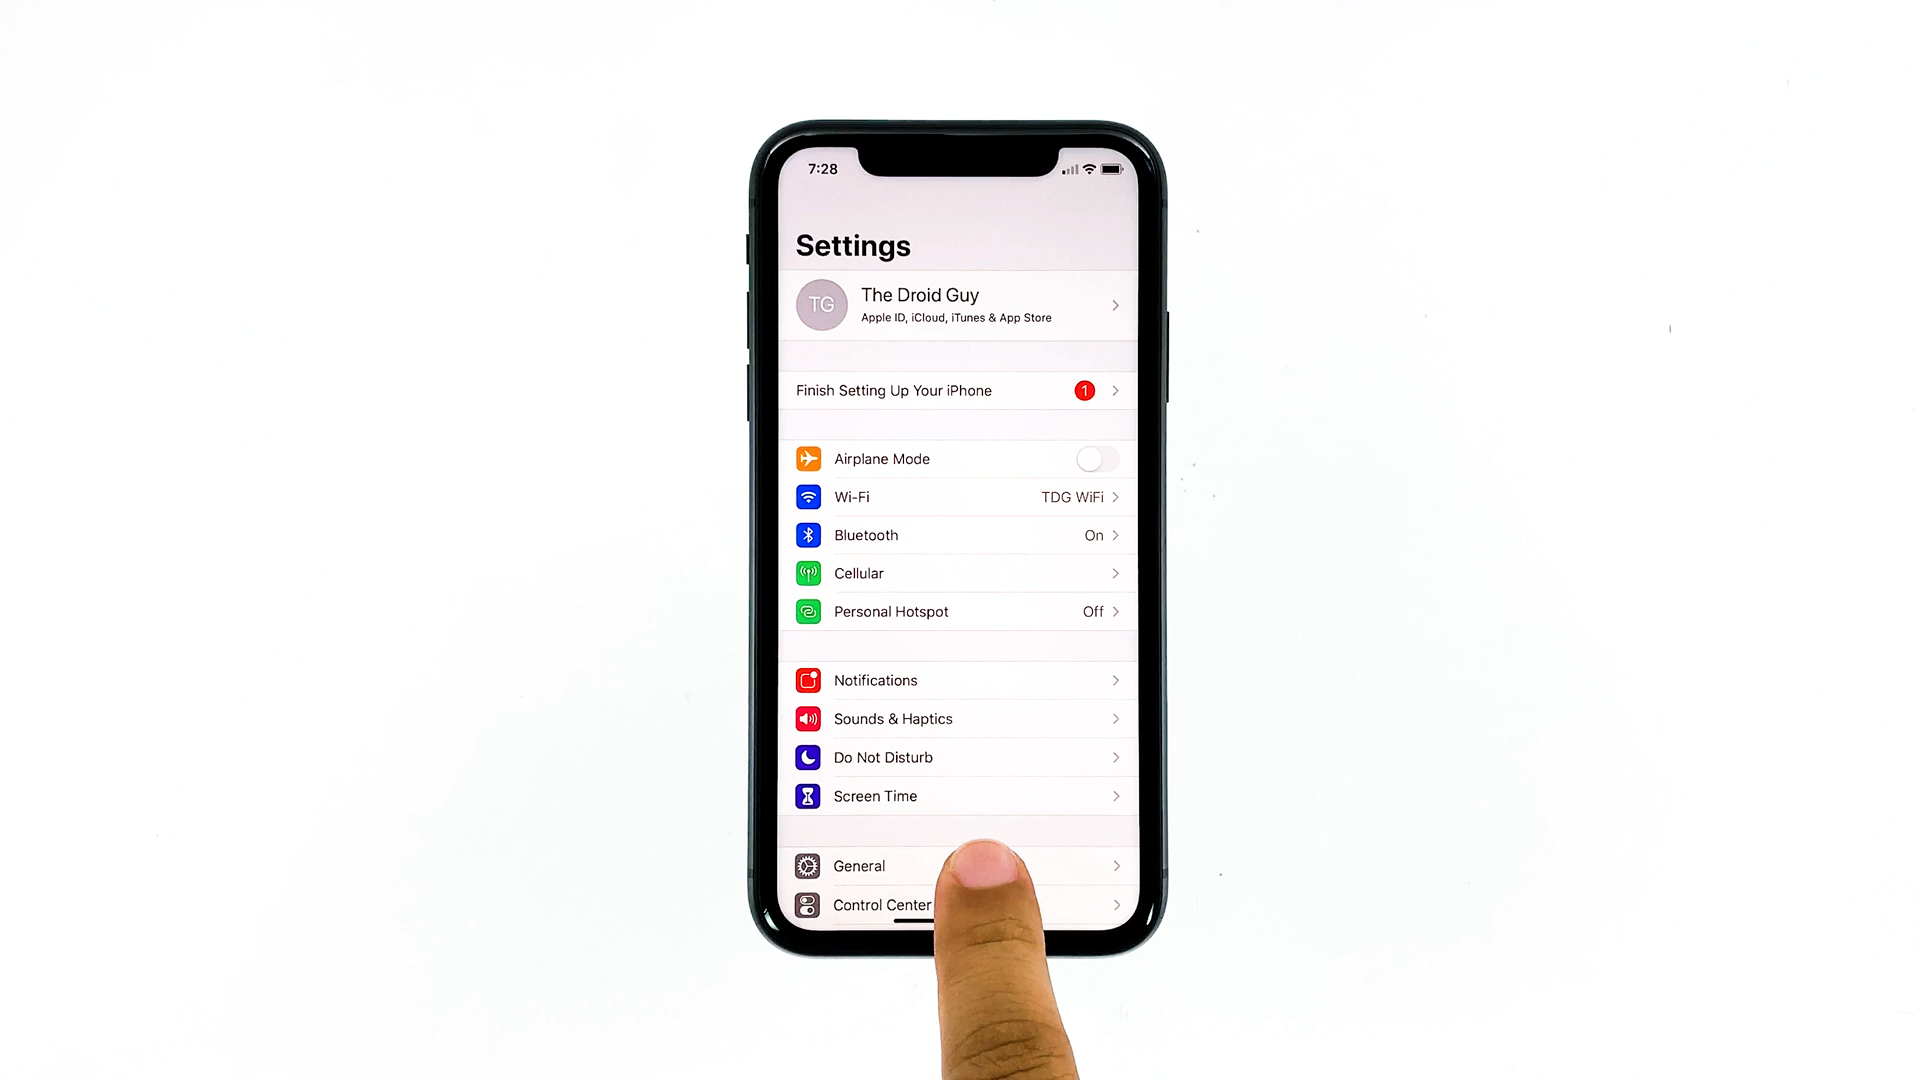 7:28
Settings
TG
The Droid Guy
Apple ID, iCloud, iTunes & App Store
Finish Setting Up Your iPhone 1
Airplane Mode
Wi-Fi TDG WiFi
Bluetooth On
Cellular
Personal Hotspot Off
Notifications
Sounds & Haptics
Do Not Disturb
Screen Time
General
Control Center